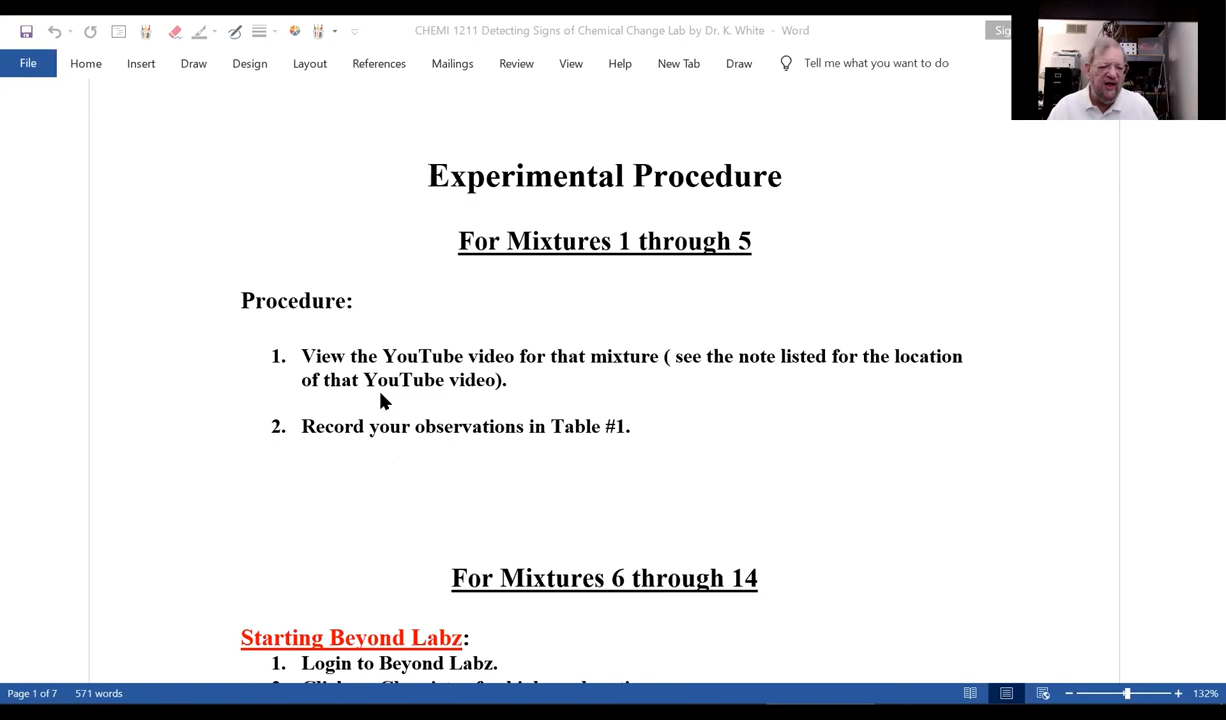 CHEMI 1211 Detecting Signs of Chemical Change Lab by Dr. K. White - Word
File Home Insert Draw Design Layout References Mailings Review View Help New Tab Draw Tell me what you want to do
Experimental Procedure
For Mixtures 1 through 5
Procedure:
1. View the YouTube video for that mixture ( see the note listed for the location
of that YouTube video).
2. Record your observations in Table #1.
For Mixtures 6 through 14
Starting Beyond Labz:
1. Login to Beyond Labz.
Page 1 of 7 571 words 132%